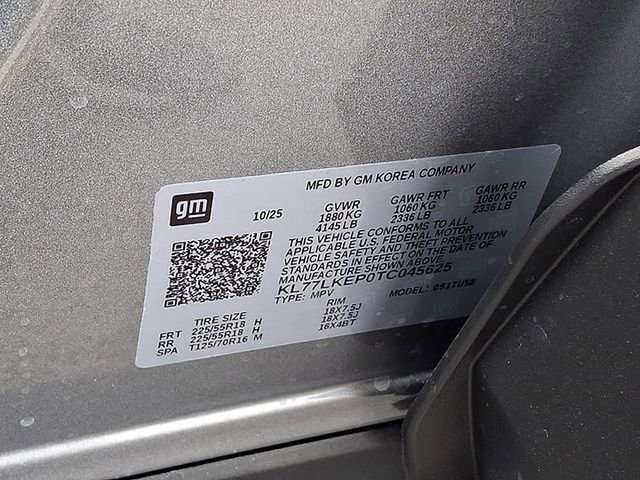 MFD BY GM KOREA COMPANY
gm
10/25
GVWR GAWR FRT GAWR RR
1880 KG 1060 KG 1060 KG
4145 LB 2336 LB 2336 LB
THIS VEHICLE CONFORMS TO ALL
APPLICABLE U.S. FEDERAL MOTOR
VEHICLE SAFETY AND THEFT PREVENTION
STANDARDS IN EFFECT ON THE DATE OF
MANUFACTURE SHOWN ABOVE.
KL77LKEP0TC045625
TYPE: MPV MODEL: 051TU58
TIRE SIZE RIM
FRT 225/55R18 H 18X7.5J
RR 225/55R18 H 18X7.5J
SPA T125/70R16 M 16X4BT